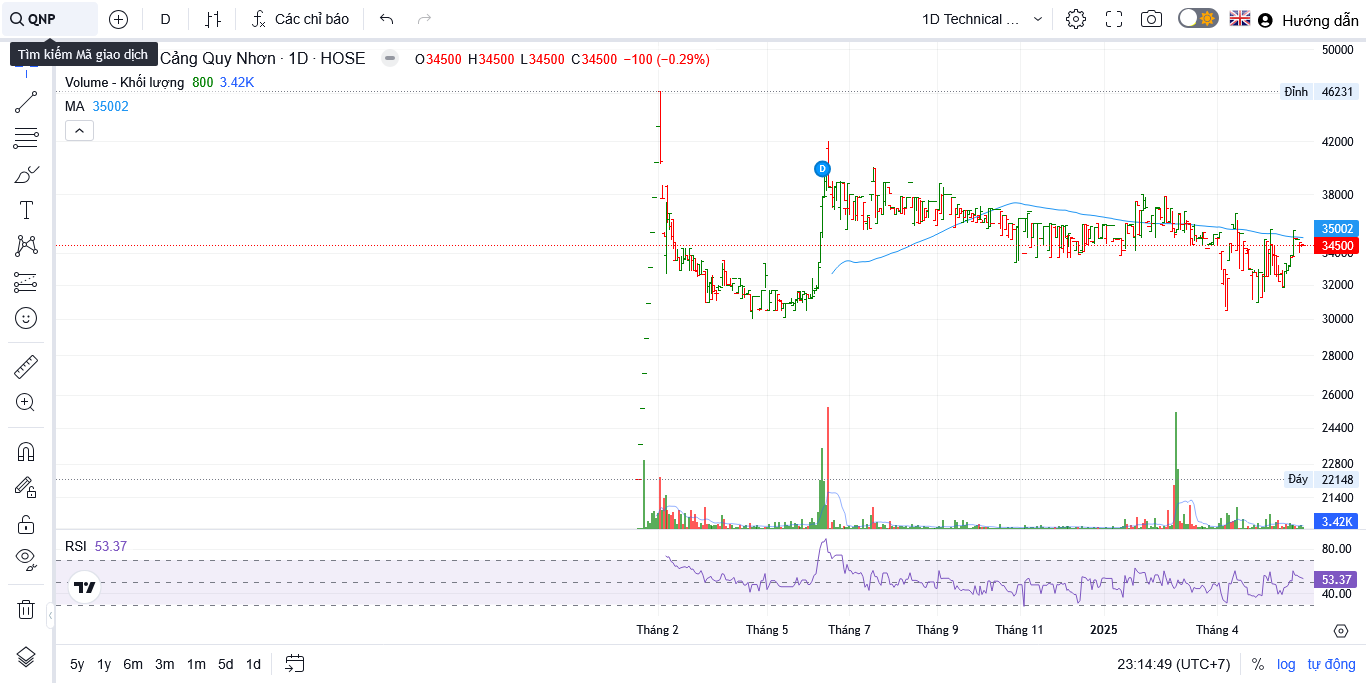 QNP
D
Các chỉ báo
1D Technical ...
Hướng dẫn
Tìm kiếm Mã giao dịch
Cảng Quy Nhơn · 1D · HOSE
O34500 H34500 L34500 C34500 −100 (−0.29%)
Volume - Khối lượng 800 3.42K
MA 35002
50000
Đỉnh 46231
42000
D
38000
35002
34500
34000
32000
30000
28000
26000
24400
22800
Đáy 22148
21400
3.42K
RSI 53.37
80.00
53.37
40.00
Tháng 2 Tháng 5 Tháng 7 Tháng 9 Tháng 11 2025 Tháng 4
5y 1y 6m 3m 1m 5d 1d
23:14:49 (UTC+7) % log tự động